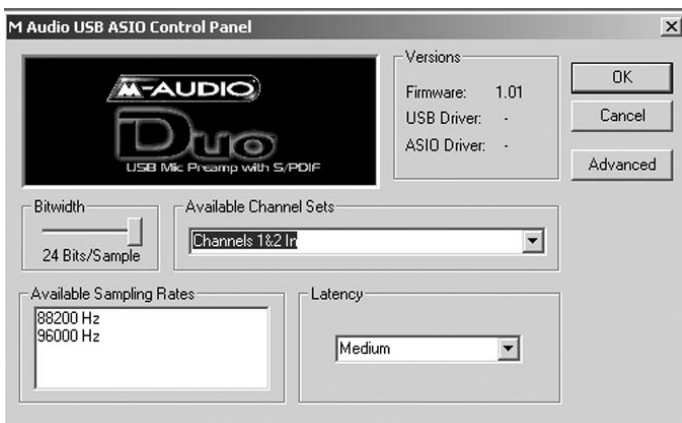 M Audio USB ASIO Control Panel
M-AUDIO
Duo
USB Mic Preamp with S/PDIF
Versions
Firmware: 1.01
USB Driver: -
ASIO Driver: -
OK
Cancel
Advanced
Bitwidth
24 Bits/Sample
Available Channel Sets
Channels 1&2 In
Available Sampling Rates
88200 Hz
96000 Hz
Latency
Medium